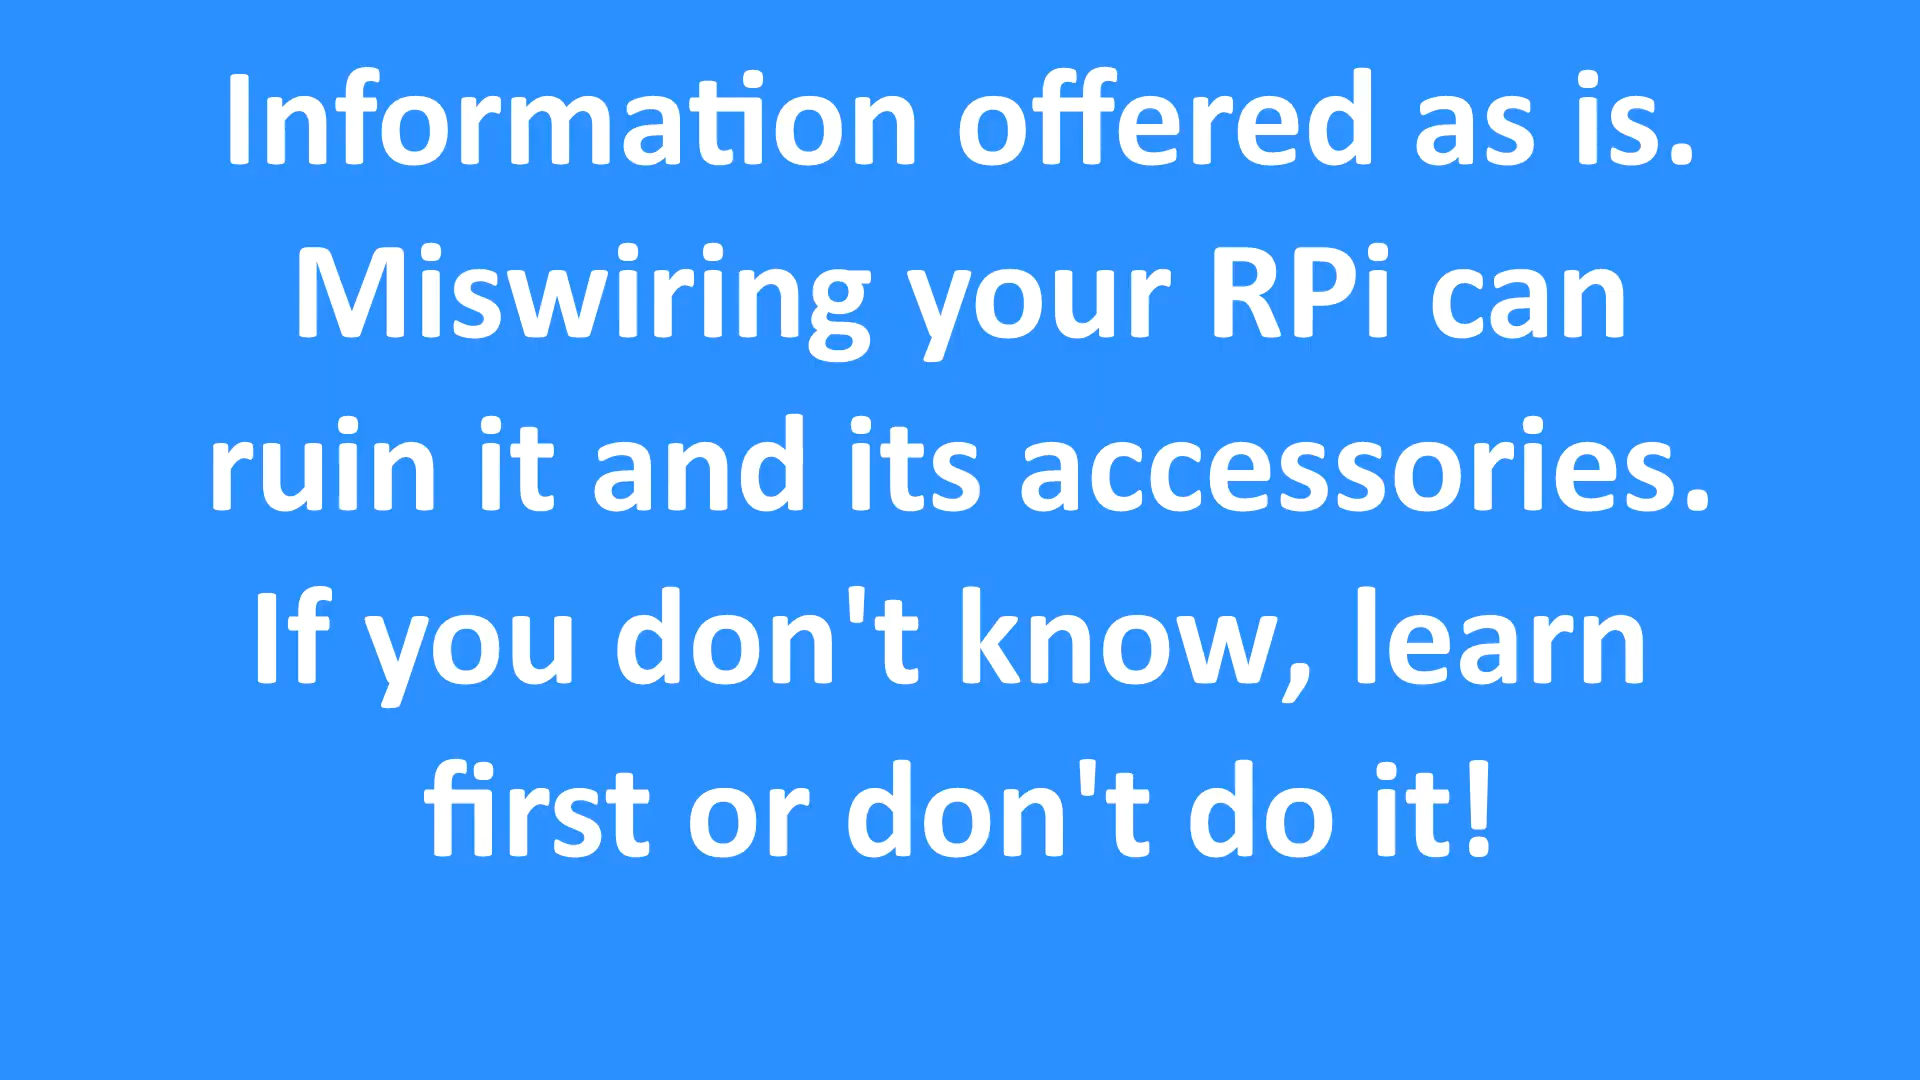 Information offered as is.
Miswiring your RPi can
ruin it and its accessories.
If you don't know, learn
first or don't do it!